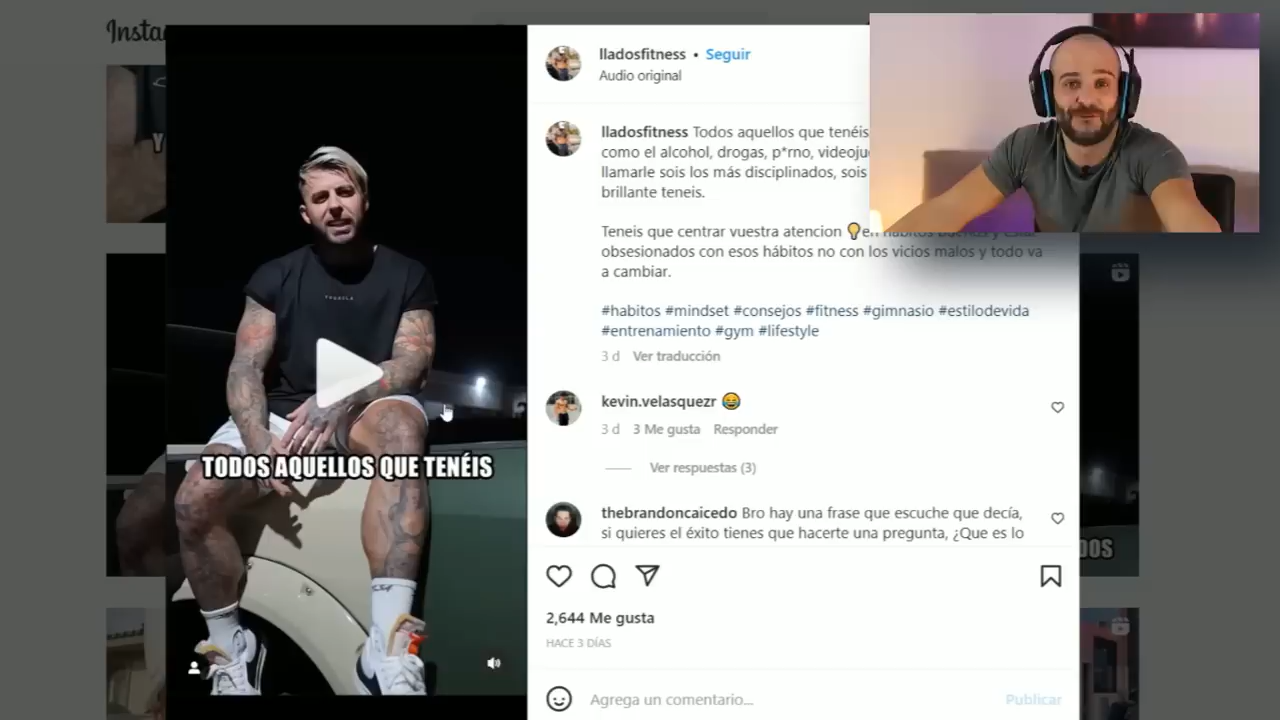 Insta
lladosfitness • Seguir
Audio original
lladosfitness Todos aquellos que tenéis
como el alcohol, drogas, p*rno, videoju
llamarle sois los más disciplinados, sois
brillante teneis.
Teneis que centrar vuestra atencion 💡en
obsesionados con esos hábitos no con los vicios malos y todo va
a cambiar.
#habitos #mindset #consejos #fitness #gimnasio #estilodevida
#entrenamiento #gym #lifestyle
3 d Ver traducción
kevin.velasquezr 😂
3 d 3 Me gusta Responder
Ver respuestas (3)
thebrandoncaicedo Bro hay una frase que escuche que decía,
si quieres el éxito tienes que hacerte una pregunta, ¿Que es lo
2,644 Me gusta
HACE 3 DÍAS
Agrega un comentario...
Publicar
TODOS AQUELLOS QUE TENÉIS
Y
DOS